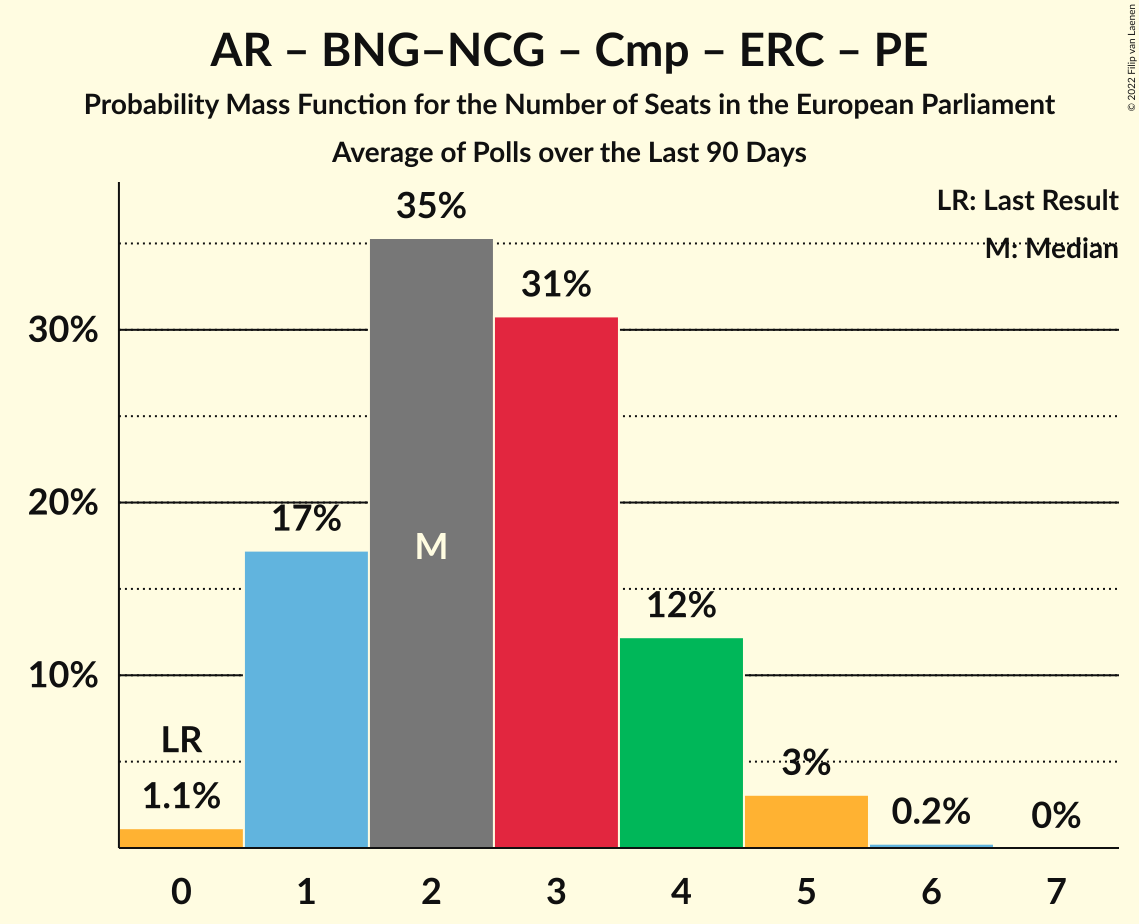 AR – BNG–NCG – Cmp – ERC – PE
Probability Mass Function for the Number of Seats in the European Parliament
Average of Polls over the Last 90 Days
© 2022 Filip van Laenen
LR: Last Result
M: Median
35%
31%
30%
20%
17%
M
12%
10%
LR
1.1%
3%
0.2%
0%
0 1 2 3 4 5 6 7